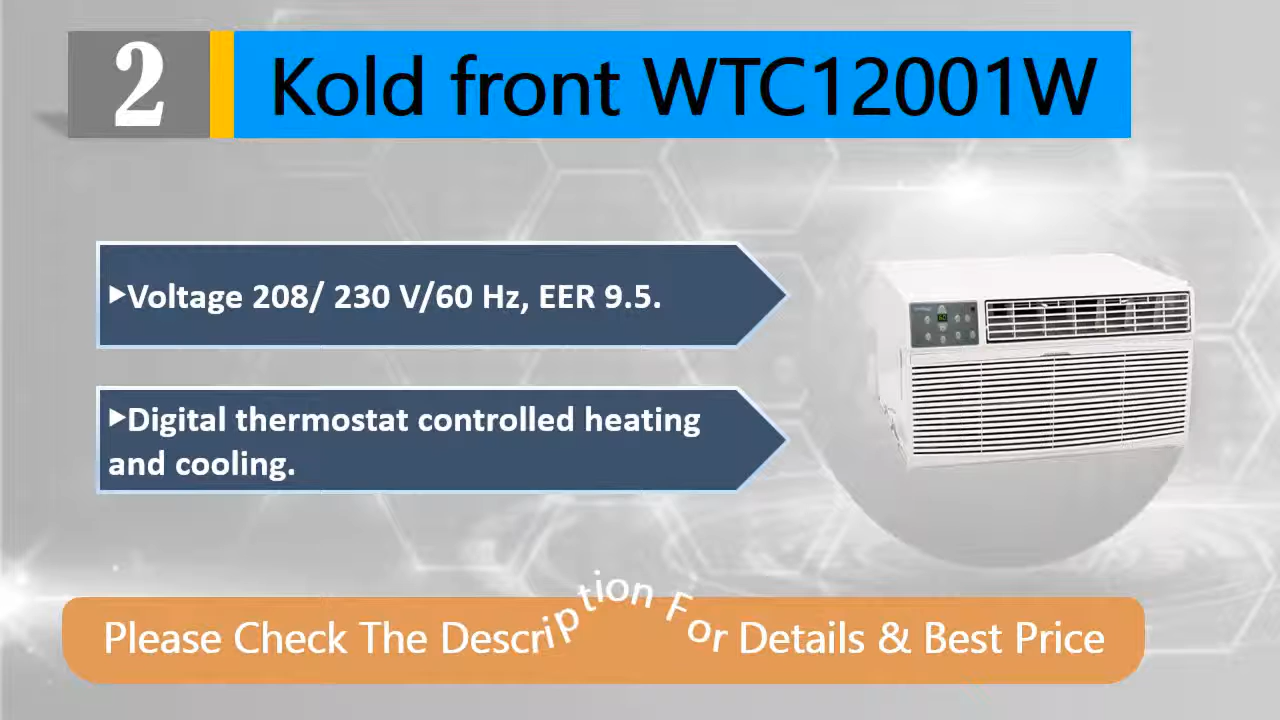 2
Kold front WTC12001W
▸Voltage 208/ 230 V/60 Hz, EER 9.5.
▸Digital thermostat controlled heating
and cooling.
Please Check The Description For Details & Best Price